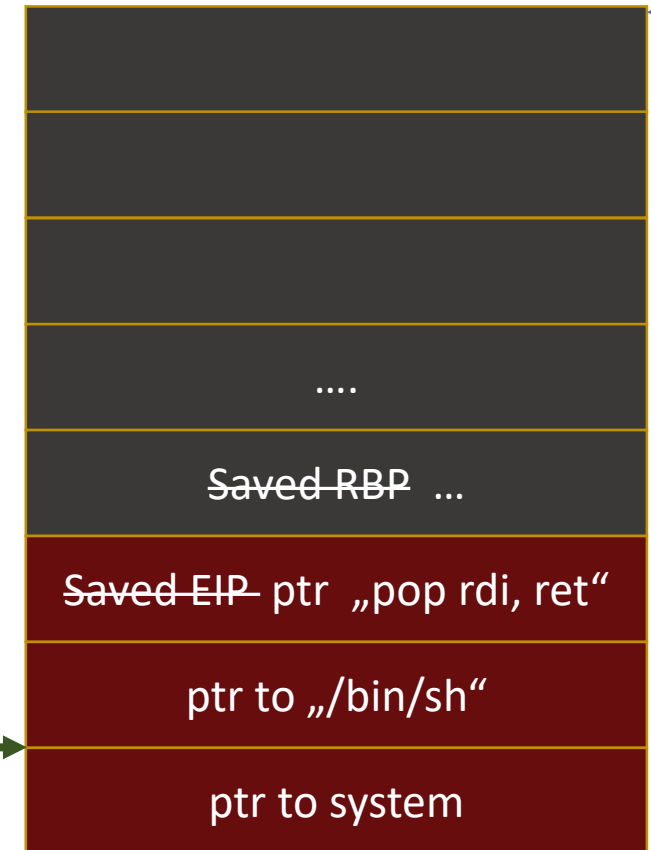 ….
Saved RBP …
Saved EIP ptr „pop rdi, ret“
ptr to „/bin/sh“
ptr to system